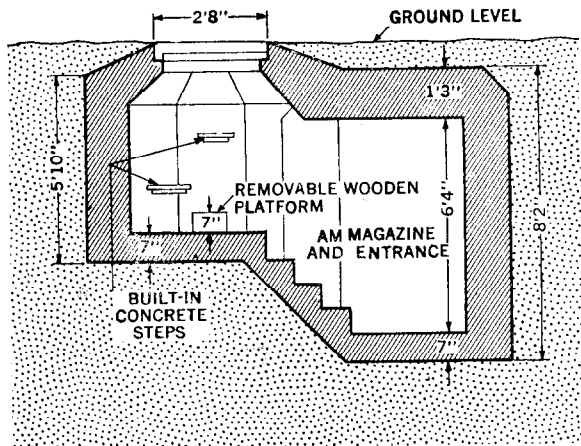 2'8"
GROUND LEVEL
1'3"
5'10"
6'4"
8'2
REMOVABLE WOODEN
PLATFORM
7"
7"
AM MAGAZINE
AND ENTRANCE
BUILT-IN
CONCRETE
STEPS
7"